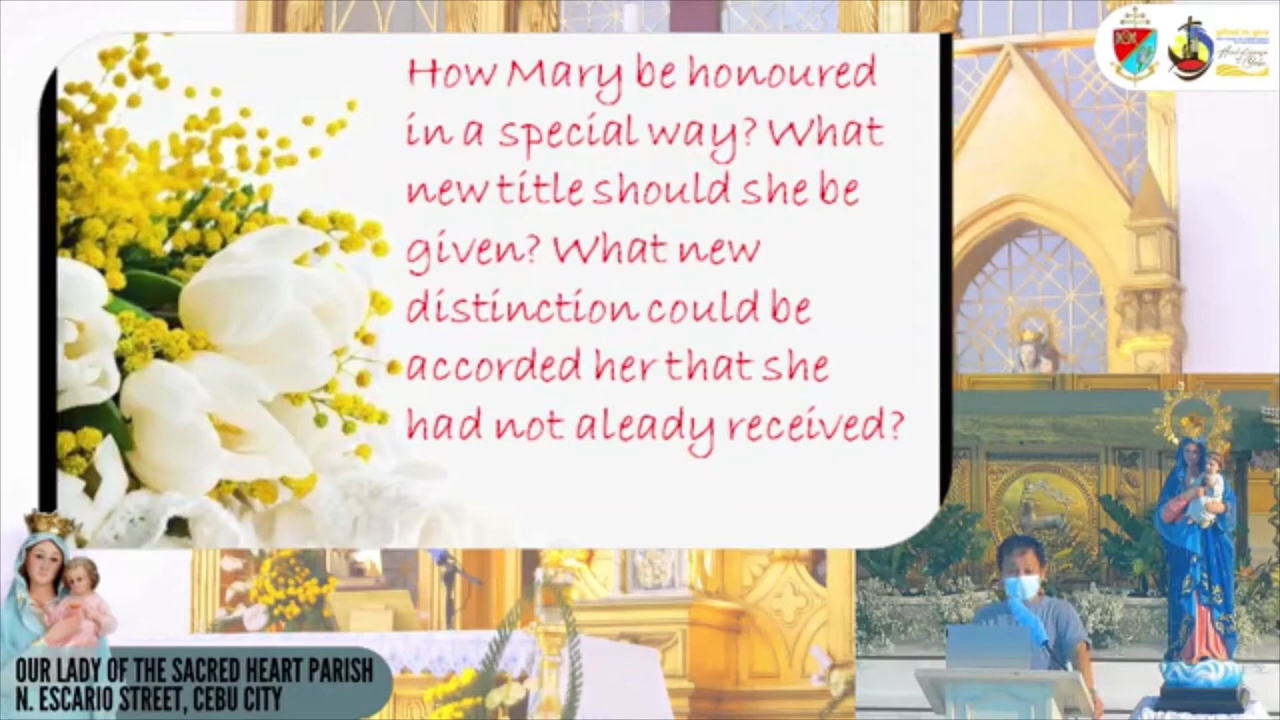 How Mary be honoured
in a special way? What
new title should she be
given? What new
distinction could be
accorded her that she
had not aleady received?
OUR LADY OF THE SACRED HEART PARISH
N. ESCARIO STREET, CEBU CITY